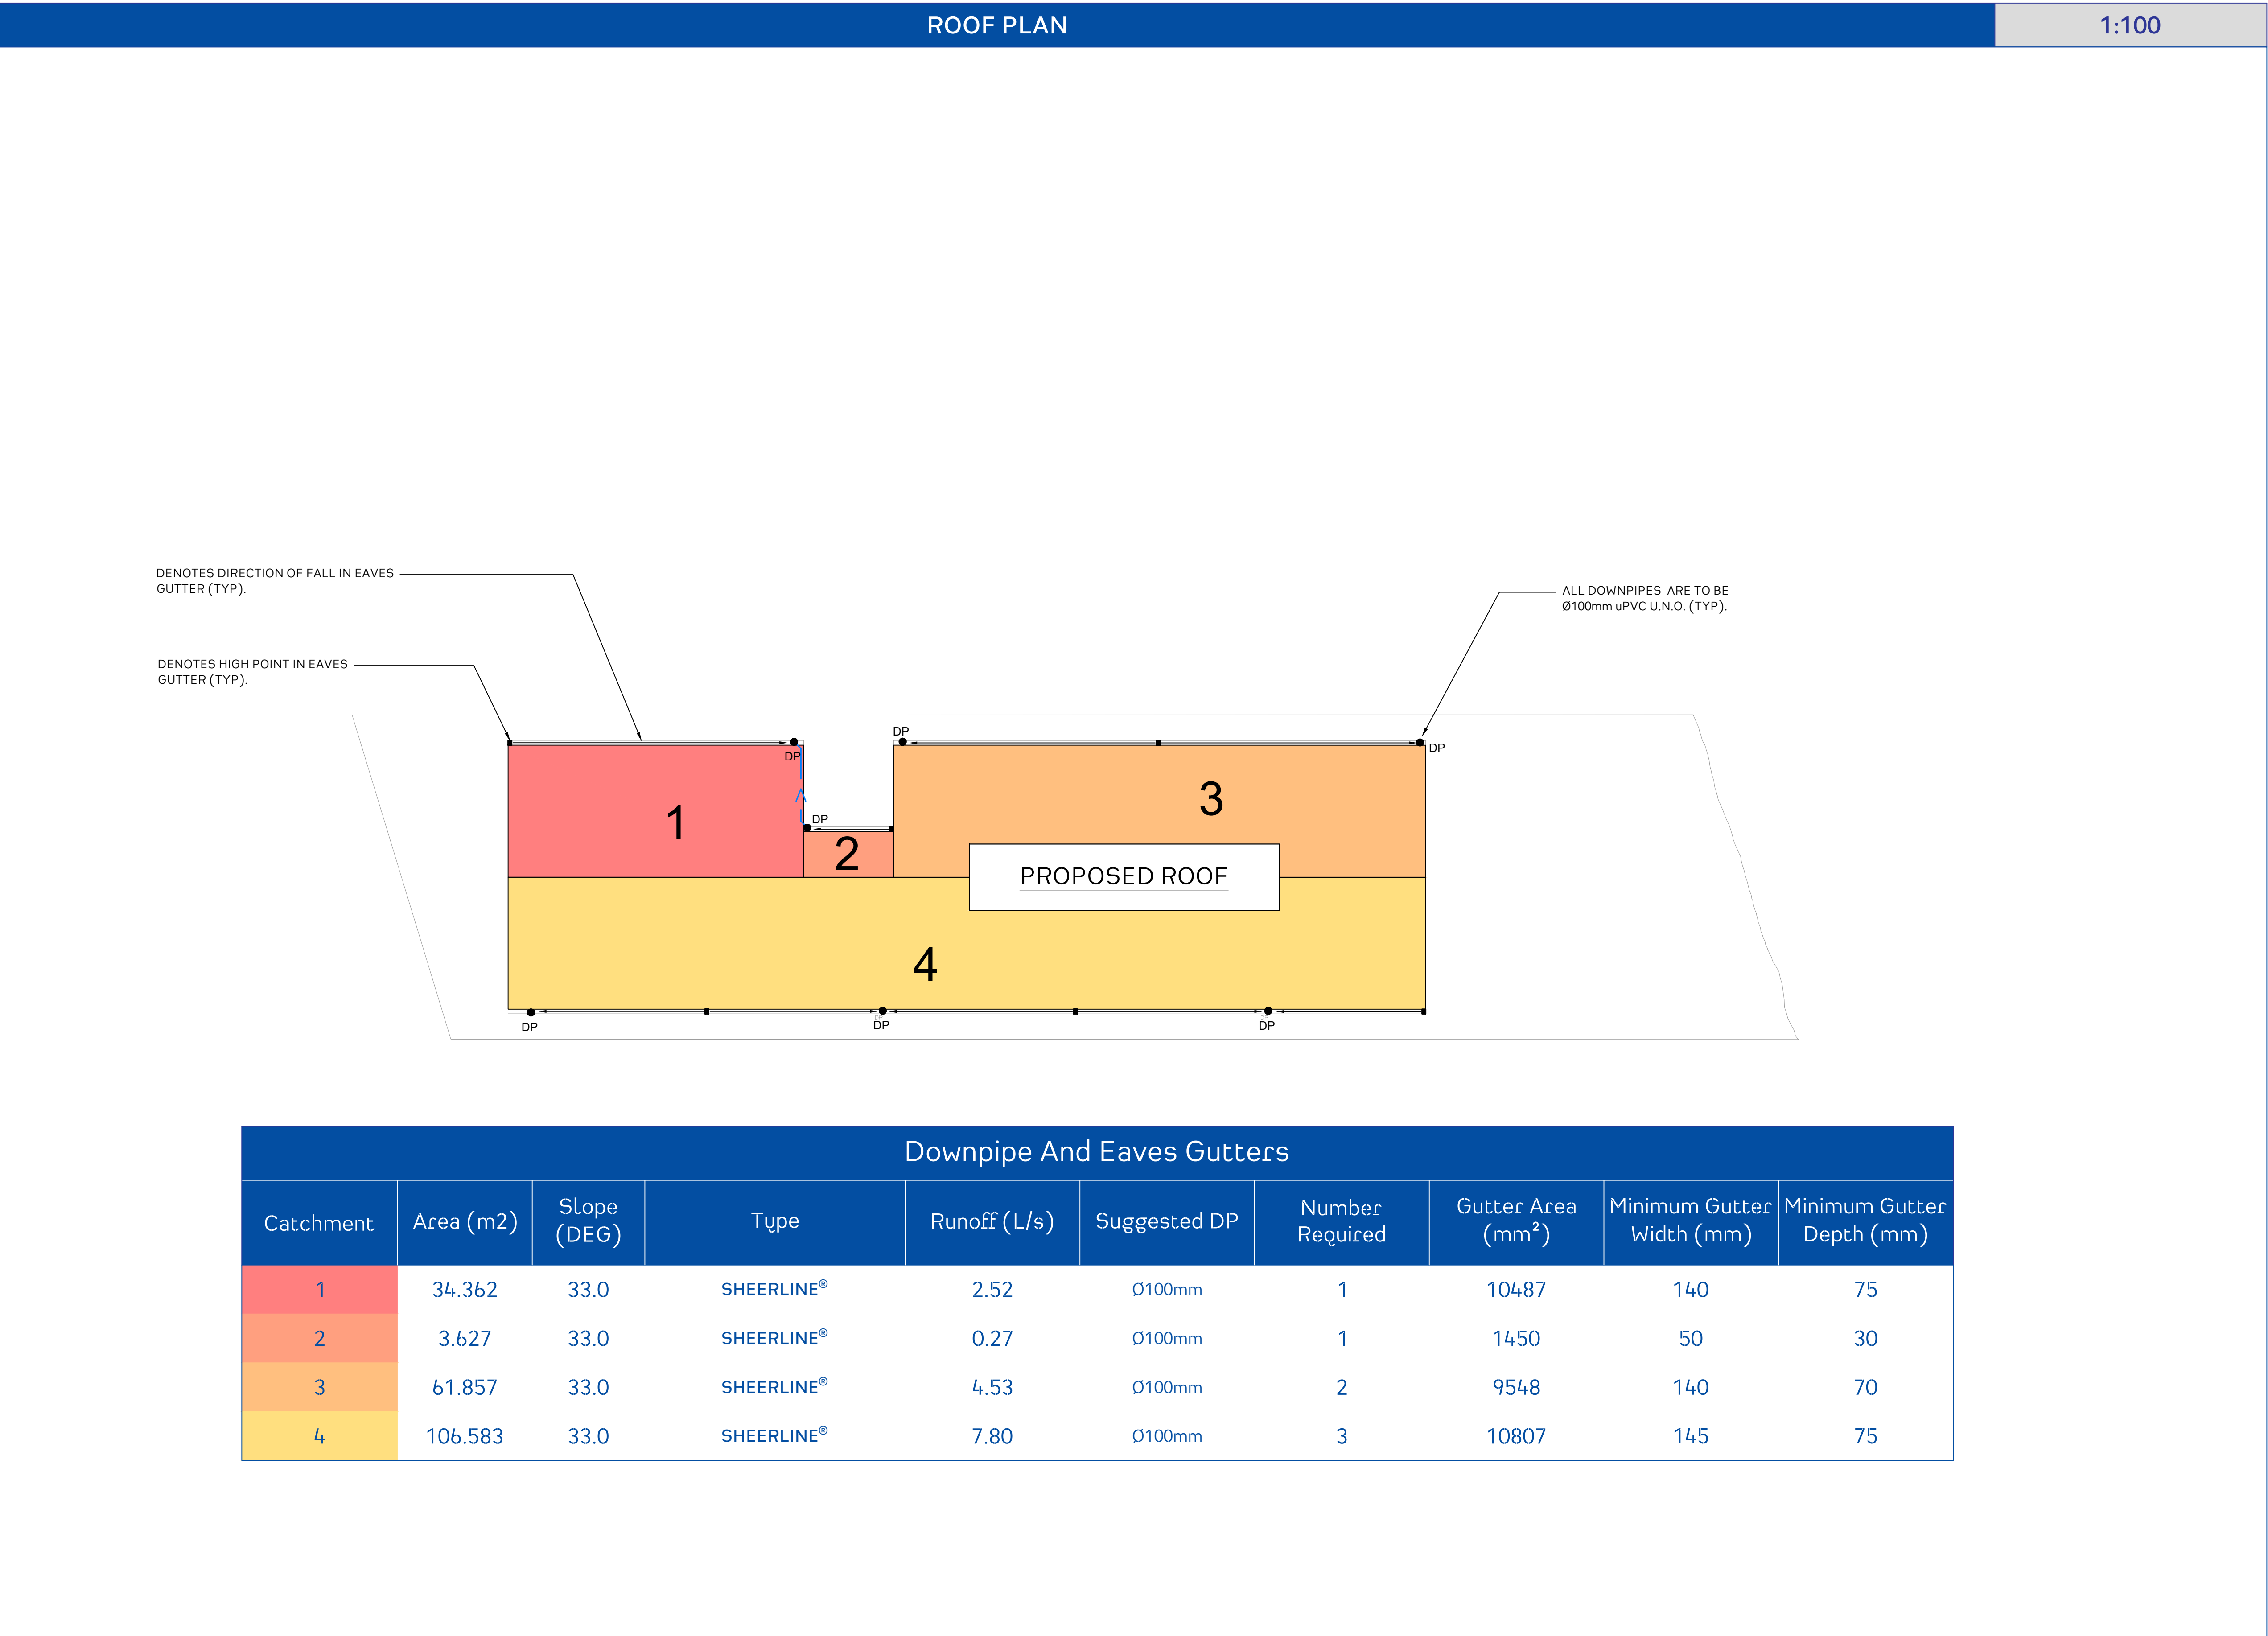 ROOF PLAN
1:100
DENOTES DIRECTION OF FALL IN EAVES
GUTTER (TYP).
ALL DOWNPIPES ARE TO BE
Ø100mm uPVC U.N.O. (TYP).
DENOTES HIGH POINT IN EAVES
GUTTER (TYP).
DP
DP
DP
DP
1
2
3
PROPOSED ROOF
4
DP
DP
DP
Downpipe And Eaves Gutters
Catchment Area (m2) Slope (DEG) Type Runoff (L/s) Suggested DP Number Required Gutter Area (mm²) Minimum Gutter Width (mm) Minimum Gutter Depth (mm)
1 34.362 33.0 SHEERLINE® 2.52 Ø100mm 1 10487 140 75
2 3.627 33.0 SHEERLINE® 0.27 Ø100mm 1 1450 50 30
3 61.857 33.0 SHEERLINE® 4.53 Ø100mm 2 9548 140 70
4 106.583 33.0 SHEERLINE® 7.80 Ø100mm 3 10807 145 75